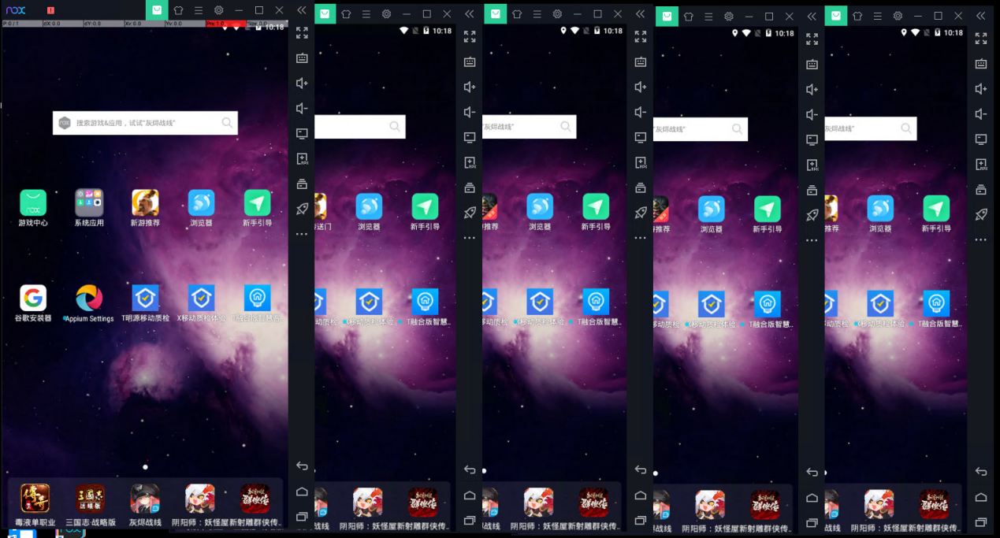 nox
P: 0 / 1 dX: 0.0 dY: 0.0 Xv: 0.0 Yv: 0.0 Prs: 1.0 Size: 0.0
10:18
搜索游戏&应用，试试"灰烬战线"
游戏中心 系统应用 新游推荐 浏览器 新手引导
谷歌安装器 Appium Settings T明源移动质检 X移动质检体验 T融合版智慧客..
毒液单职业 三国志·战略版 灰烬战线 阴阳师：妖怪屋 新射雕群侠传..
10:18
传送门 浏览器 新手引导
移动质检体验.. T融合版智慧..
战线 阴阳师：妖怪屋 新射雕群侠传..
10:18
灰烬战线"
推荐 浏览器 新手引导
移动质检 移动质检体验.. T融合版智慧..
战线 阴阳师：妖怪屋 新射雕群侠传..
10:18
"灰烬战线"
推荐 浏览器 新手引导
动质检 移动质检体验.. T融合版智慧..
战线 阴阳师：妖怪屋 新射雕群侠传..
10:18
灰烬战线"
推荐 浏览器 新手引导
动质检 移动质检体验.. T融合版智慧..
战线 阴阳师：妖怪屋 新射雕群侠传..